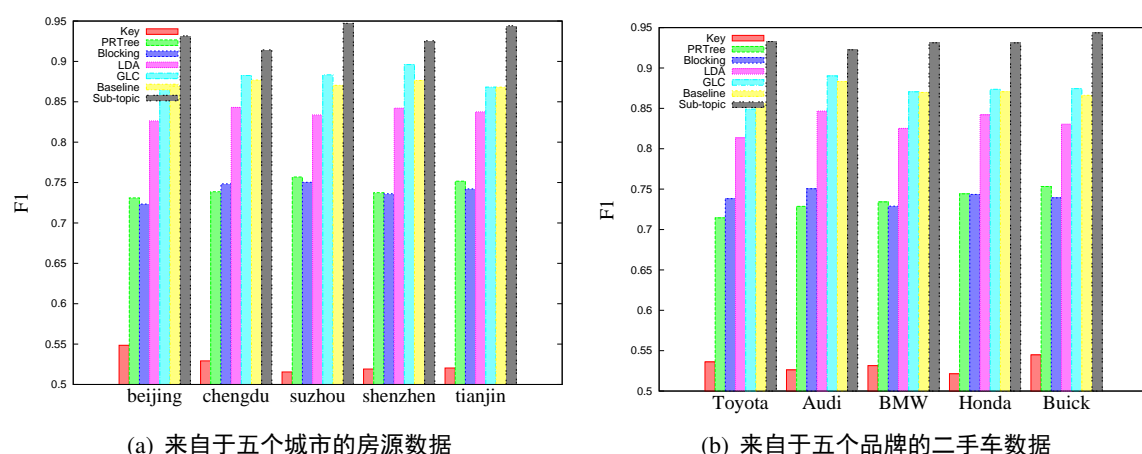 0.95
0.9
0.85
0.8
0.75
0.7
0.65
0.6
0.55
0.5
F1
Key
PRTree
Blocking
LDA
GLC
Baseline
Sub-topic
beijing chengdu suzhou shenzhen tianjin
(a) 来自于五个城市的房源数据
0.95
0.9
0.85
0.8
0.75
0.7
0.65
0.6
0.55
0.5
F1
Key
PRTree
Blocking
LDA
GLC
Baseline
Sub-topic
Toyota Audi BMW Honda Buick
(b) 来自于五个品牌的二手车数据